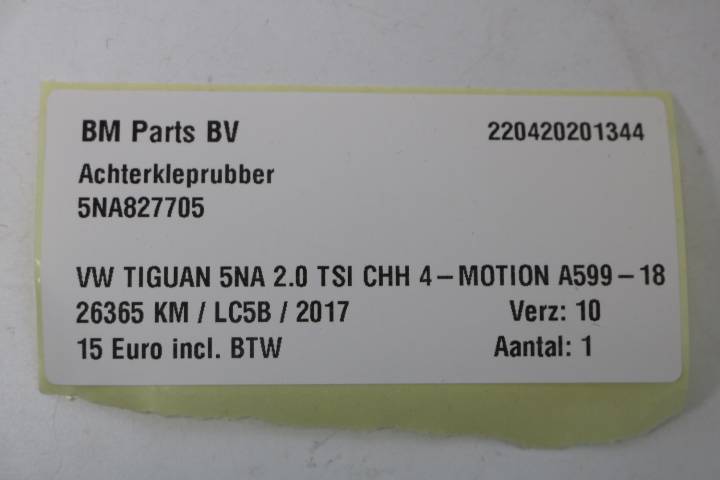 BM Parts BV 220420201344
Achterkleprubber
5NA827705
VW TIGUAN 5NA 2.0 TSI CHH 4-MOTION A599-18
26365 KM / LC5B / 2017 Verz: 10
15 Euro incl. BTW Aantal: 1